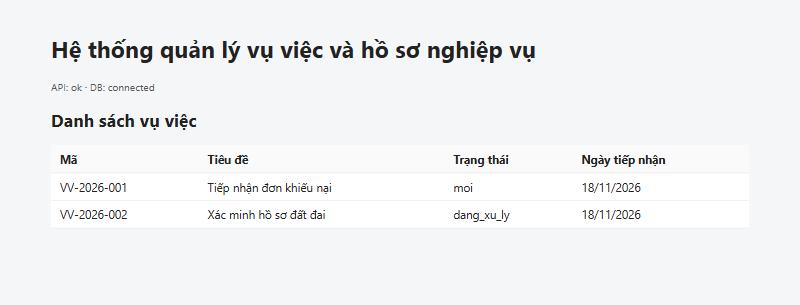 Hệ thống quản lý vụ việc và hồ sơ nghiệp vụ
API: ok · DB: connected
Danh sách vụ việc
Mã Tiêu đề Trạng thái Ngày tiếp nhận
VV-2026-001 Tiếp nhận đơn khiếu nại moi 18/11/2026
VV-2026-002 Xác minh hồ sơ đất đai dang_xu_ly 18/11/2026